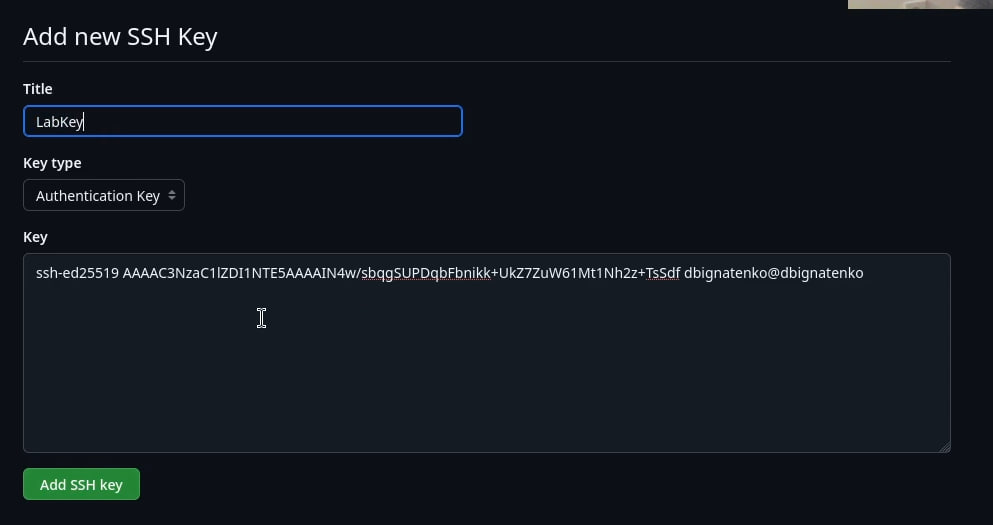 Add new SSH Key
Title
LabKey
Key type
Authentication Key
Key
ssh-ed25519 AAAAC3NzaC1lZDI1NTE5AAAAIN4w/sbqgSUPDqbFbnikk+UkZ7ZuW61Mt1Nh2z+TsSdf dbignatenko@dbignatenko
Add SSH key